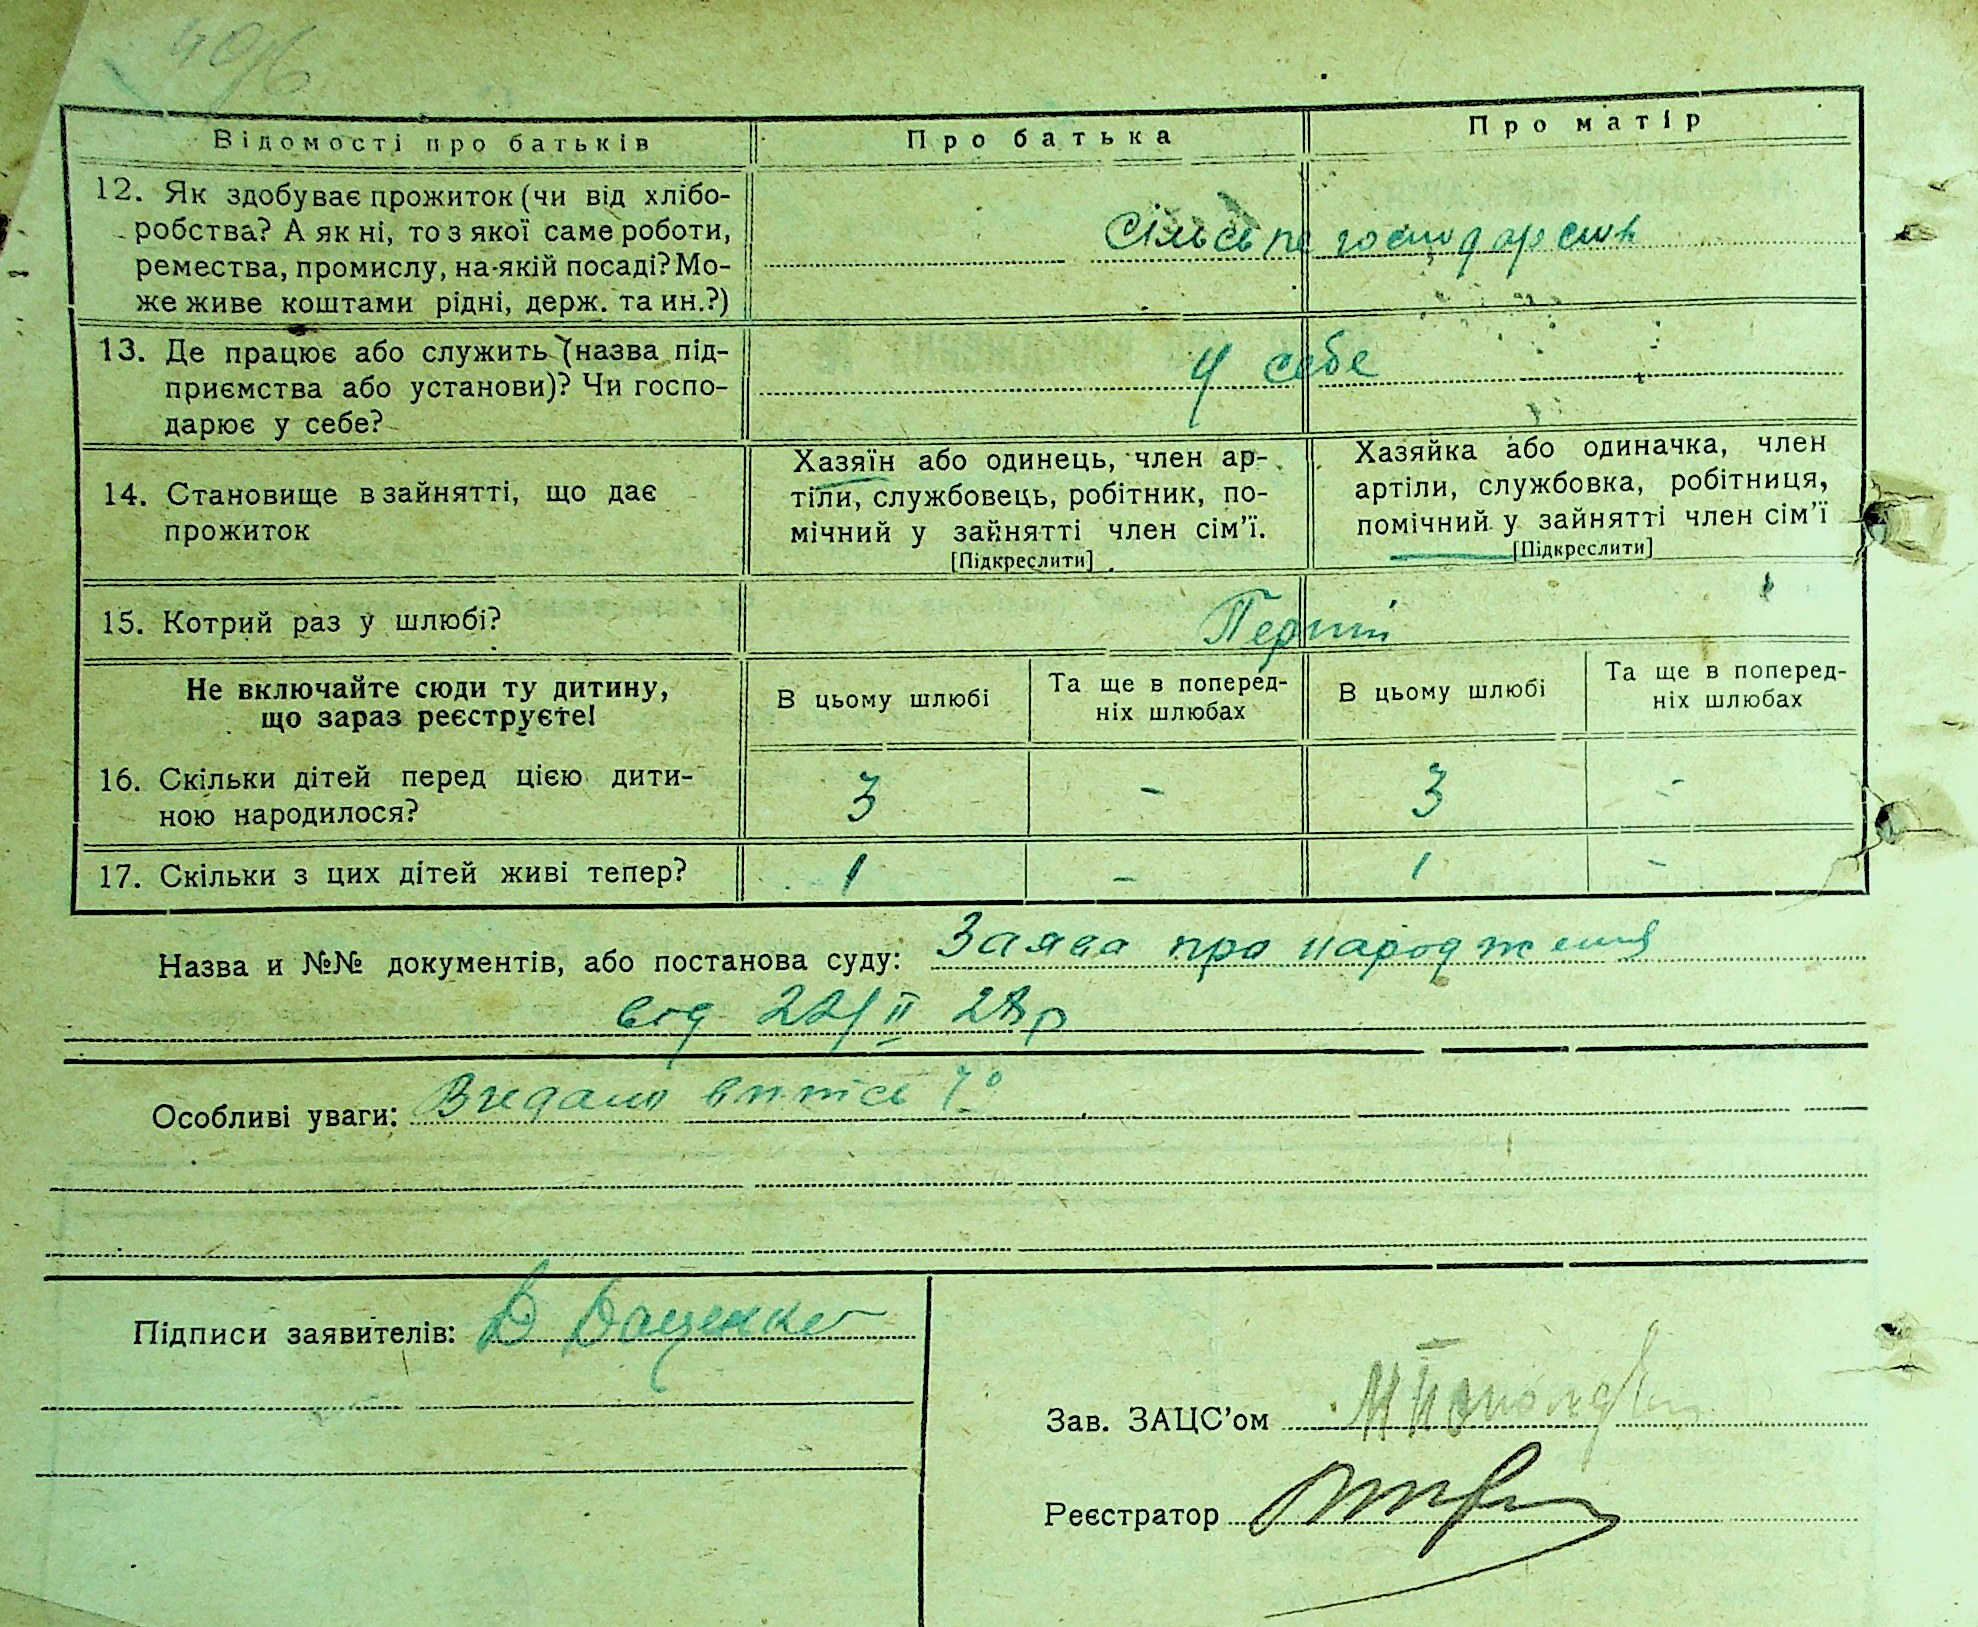 496
Відомості про батьків
Про батька
Про матір
12. Як здобуває прожиток (чи від хлібо-
робства? А як ні, то з якої саме роботи,
ремества, промислу, на-якій посаді? Мо-
же живе коштами рідні, держ. та ин.?)
Сільське господарство
13. Де працює або служить (назва під-
приємства або установи)? Чи госпо-
дарює у себе?
У себе
14. Становище в зайнятті, що дає
прожиток
Хазяїн або одинець, член ар-
тіли, службовець, робітник, по-
мічний у зайнятті член сім'ї.
[Підкреслити]
Хазяйка або одиначка, член
артіли, службовка, робітниця,
помічний у зайнятті член сім'ї
[Підкреслити]
15. Котрий раз у шлюбі?
Перший
Не включайте сюди ту дитину,
що зараз реєструєте!
В цьому шлюбі
Та ще в поперед-
ніх шлюбах
В цьому шлюбі
Та ще в поперед-
ніх шлюбах
16. Скільки дітей перед цією дити-
ною народилося?
3 - 3 -
17. Скільки з цих дітей живі тепер?
1 - 1 -
Назва и №№ документів, або постанова суду: Заява про народження
від 22/II 28р
Особливі уваги: Видано випись
Підписи заявителів: Д Даценко
Зав. ЗАЦС'ом
Реєстратор